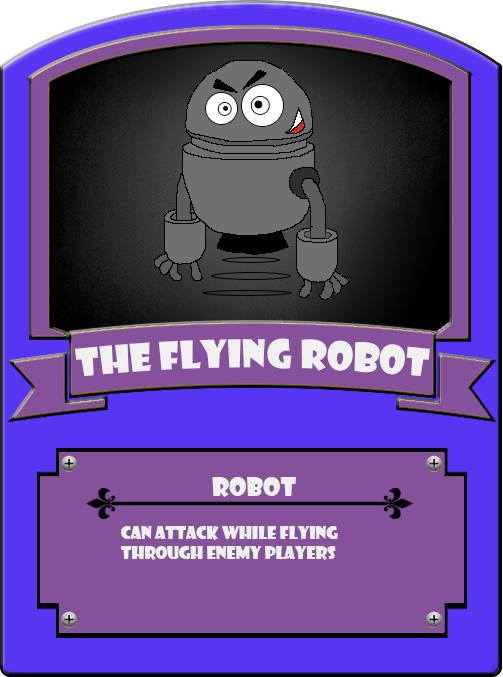 THE FLYING ROBOT
ROBOT
CAN ATTACK WHILE FLYING
THROUGH ENEMY PLAYERS